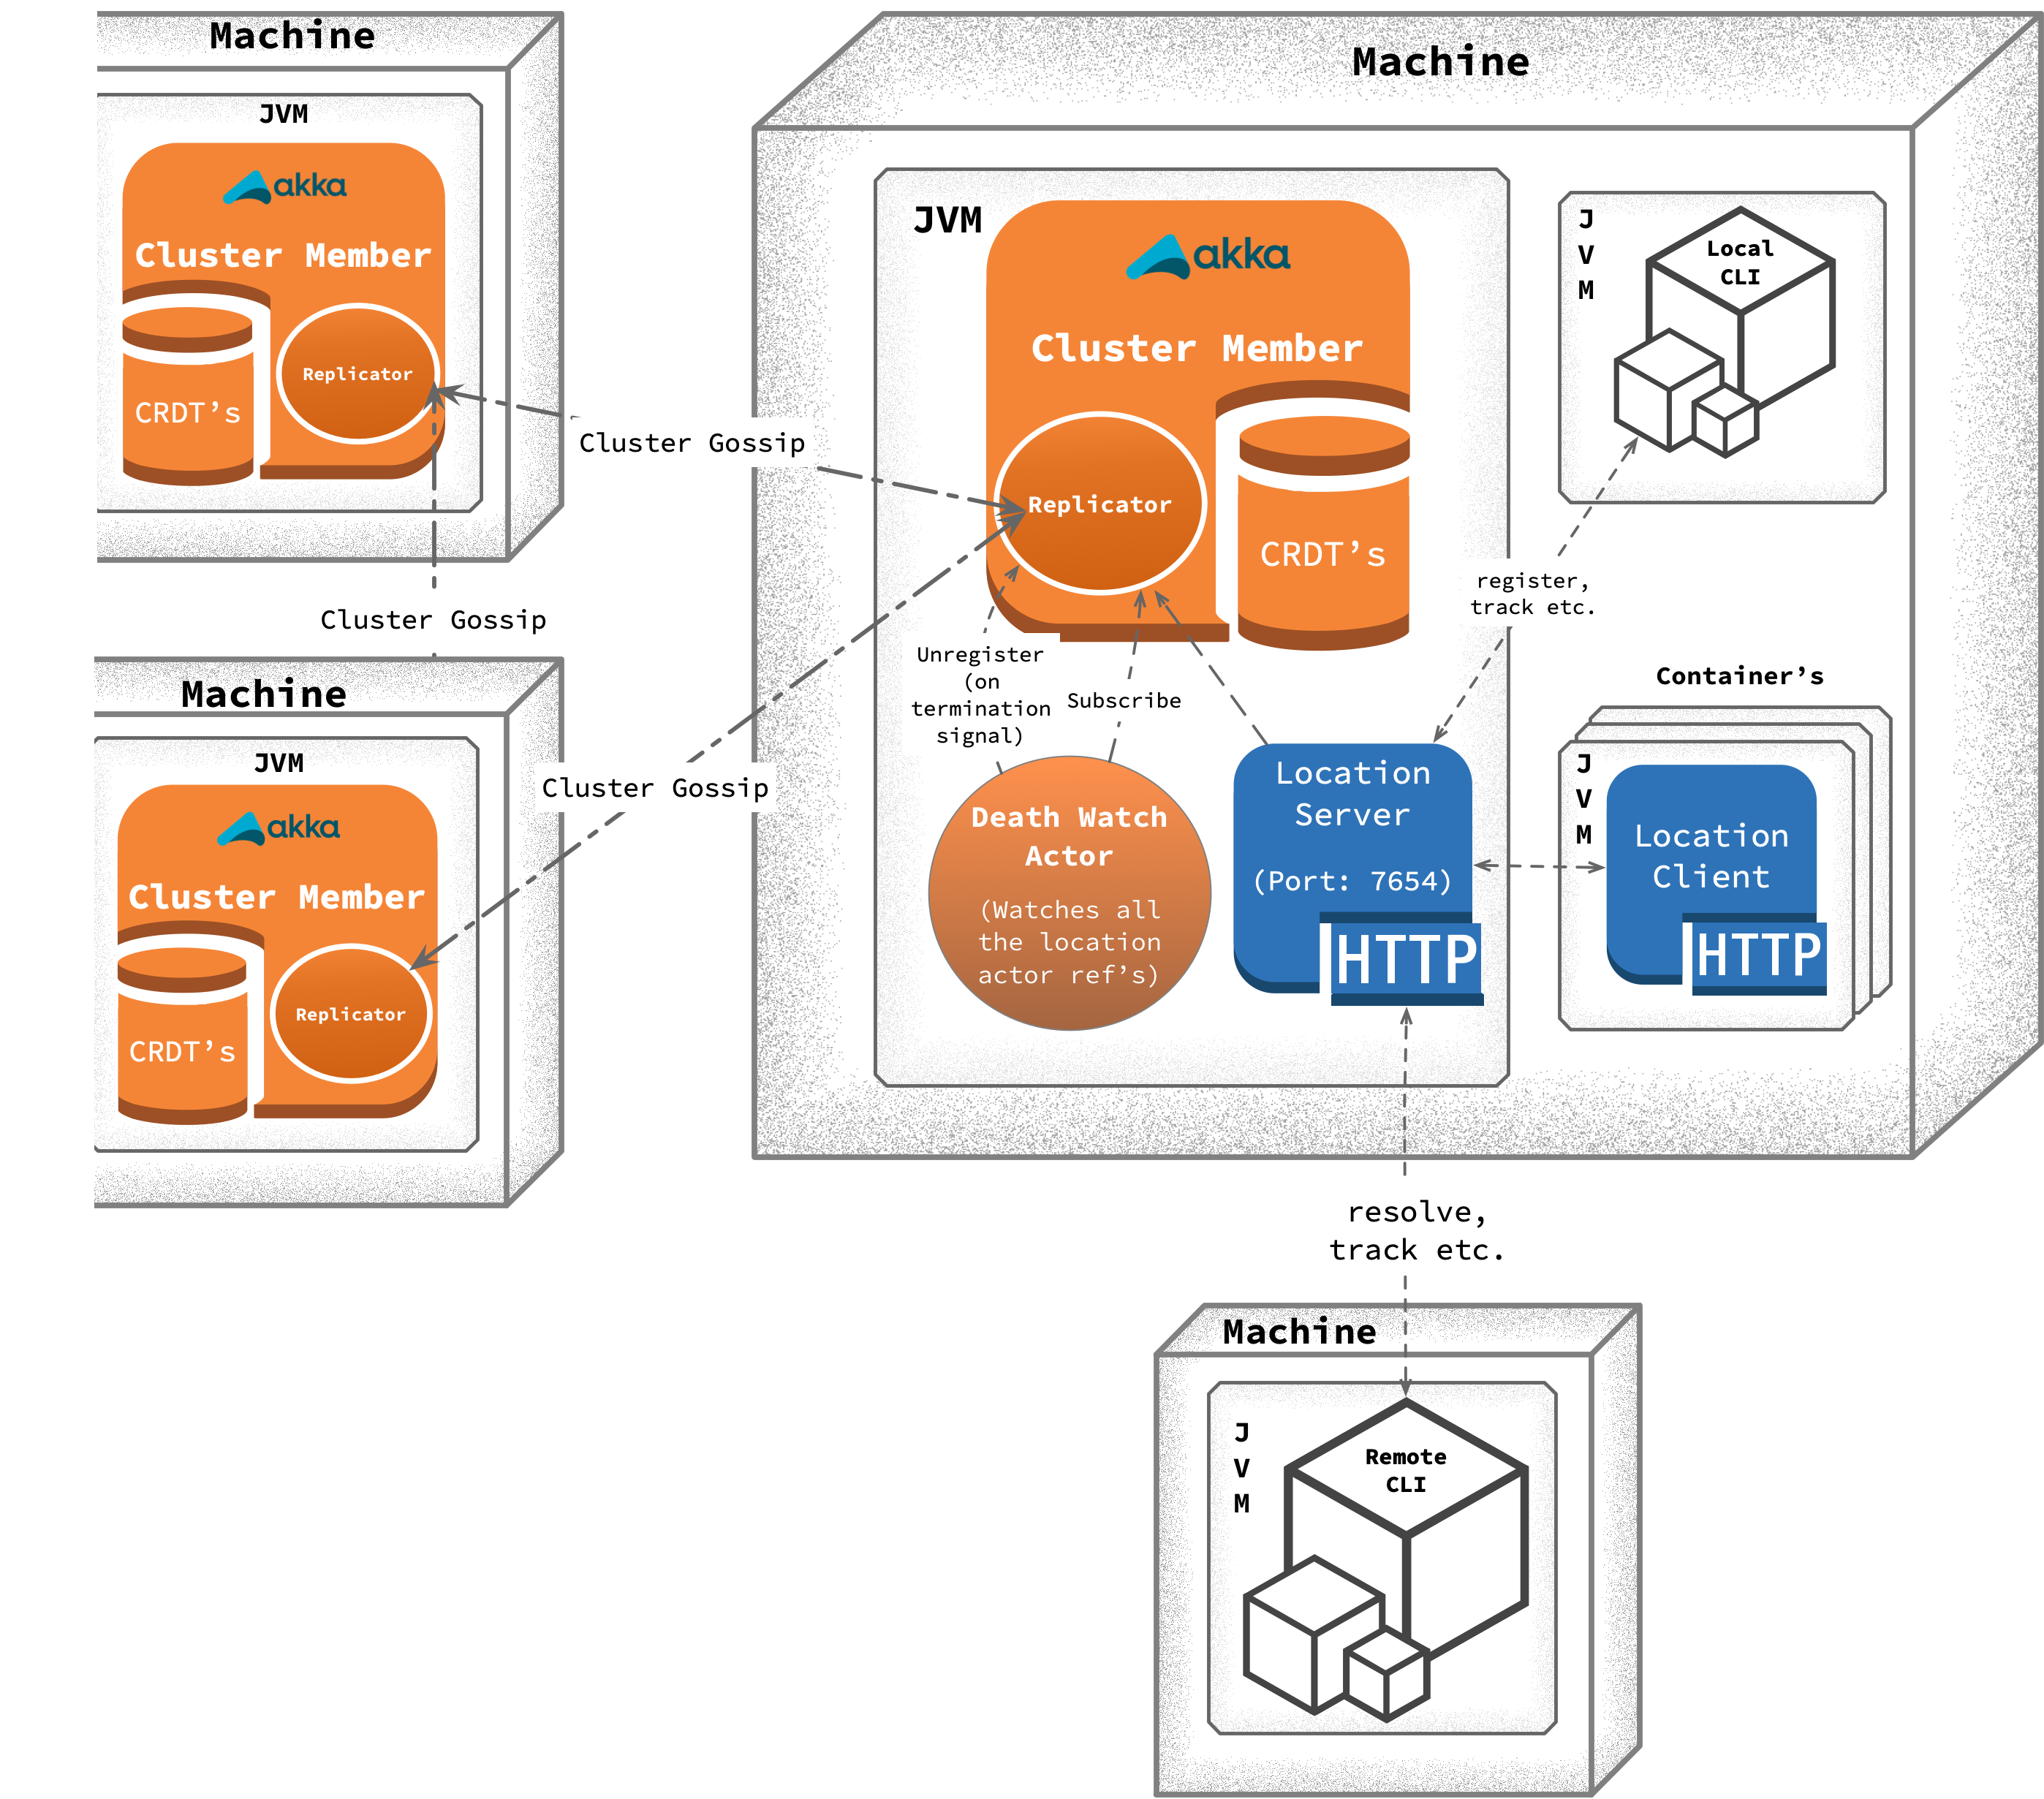 Machine
JVM
akka
Cluster Member
Replicator
CRDT’s
Cluster Gossip
Cluster Gossip
Machine
JVM
akka
Cluster Member
Replicator
CRDT’s
Cluster Gossip
Machine
JVM
akka
Cluster Member
Replicator
CRDT’s
Unregister
(on
termination
signal)
Subscribe
Death Watch
Actor
(Watches all
the location
actor ref’s)
Location
Server
(Port: 7654)
HTTP
J
V
M
Local
CLI
register,
track etc.
Container’s
J
V
M
Location
Client
HTTP
resolve,
track etc.
Machine
J
V
M
Remote
CLI